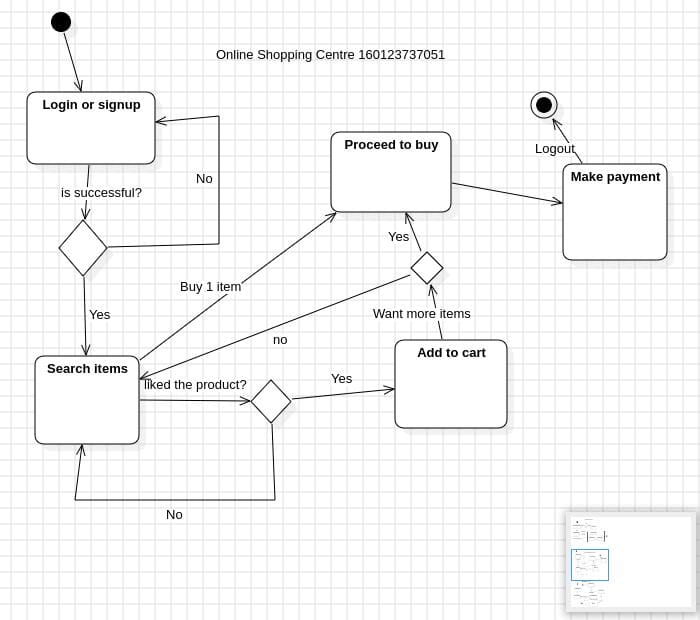 Online Shopping Centre 160123737051
Login or signup
Proceed to buy
Logout
Make payment
No
is successful?
Yes
Buy 1 item
Yes
Want more items
no
Search items
liked the product?
Yes
Add to cart
No